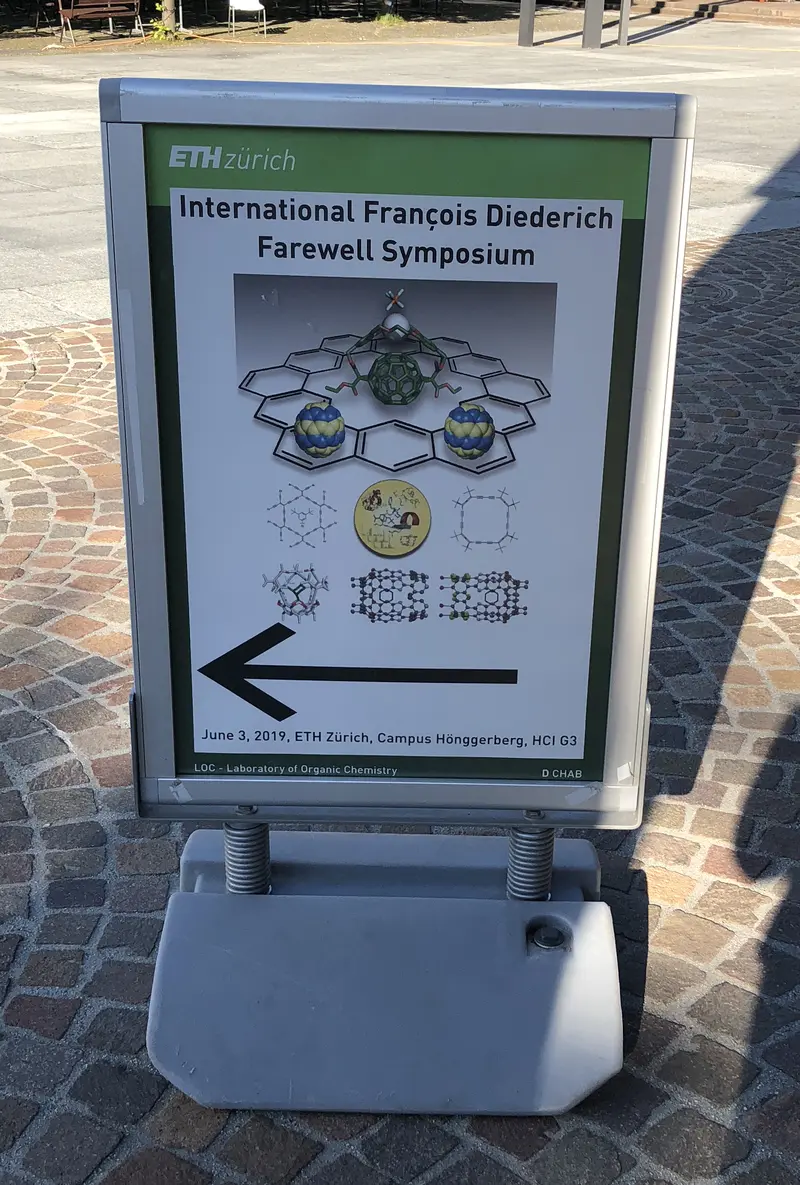 ETH zürich
International François Diederich
Farewell Symposium
June 3, 2019, ETH Zürich, Campus Hönggerberg, HCI G3
LOC - Laboratory of Organic Chemistry
D CHAB